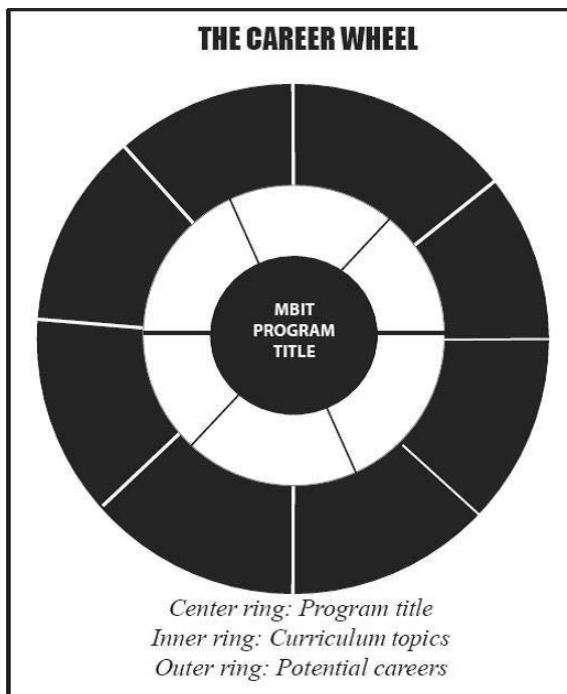 THE CAREER WHEEL
MBIT
PROGRAM
TITLE
Center ring: Program title
Inner ring: Curriculum topics
Outer ring: Potential careers